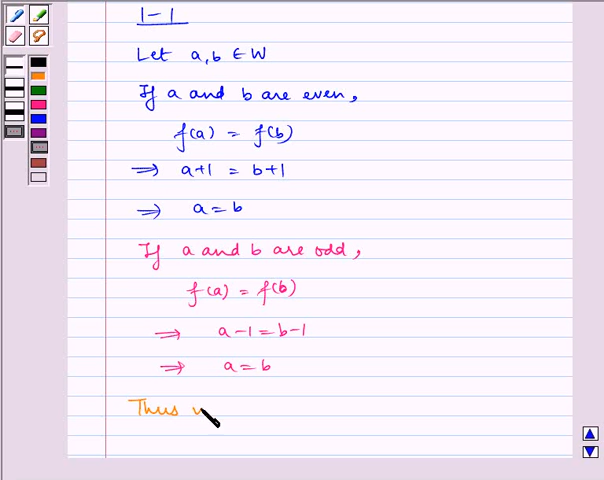 1-1
Let a, b ∈ W
If a and b are even,
f(a) = f(b)
⇒ a+1 = b+1
⇒ a = b
If a and b are odd,
f(a) = f(b)
⇒ a-1 = b-1
⇒ a = b
Thus